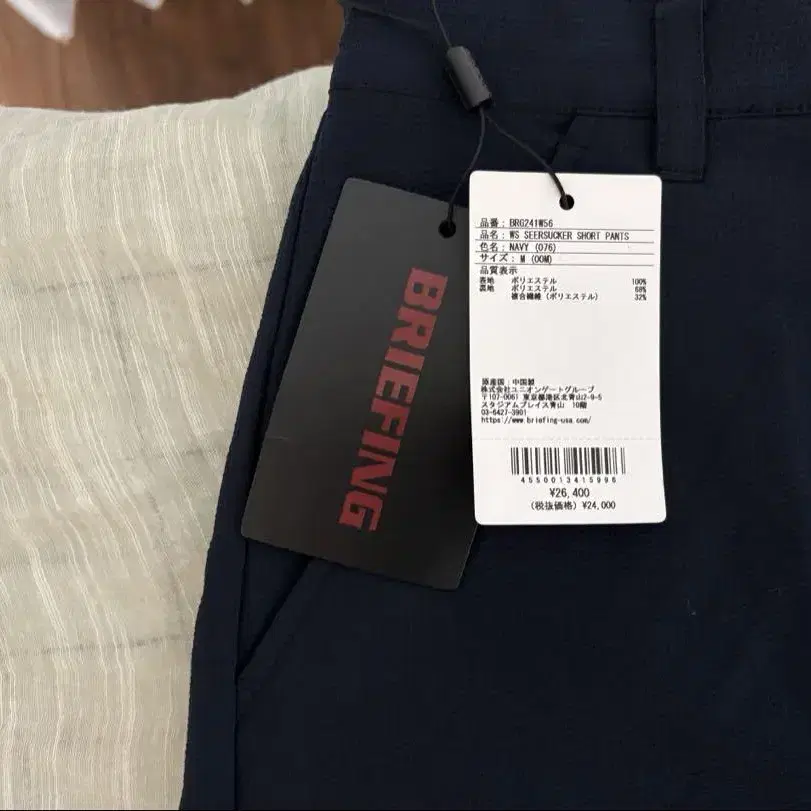 BRIEFING
品番：BRG241W56
品名：WS SEERSUCKER SHORT PANTS
色名：NAVY (076)
サイズ：M (00M)
品質表示
表地 ポリエステル 100%
裏地 ポリエステル 68%
複合繊維（ポリエステル） 32%
原産国：中国製
株式会社ユニオンゲートグループ
〒107-0061 東京都港区北青山2-9-5
スタジアムプレイス青山 10階
03-6427-3901
https://www.briefing-usa.com/
4550013415996
¥26,400
(税抜価格) ¥24,000